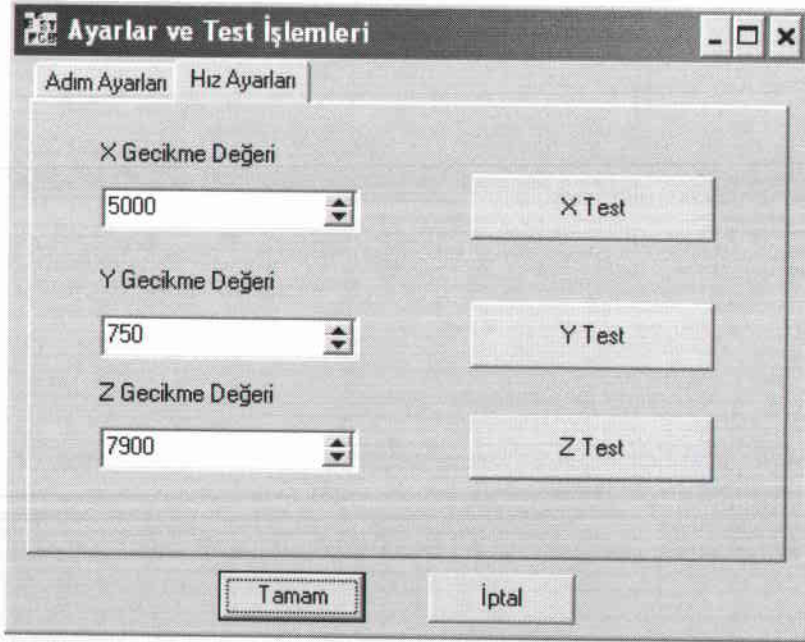 Ayarlar ve Test İşlemleri
Adım Ayarları Hız Ayarları
X Gecikme Değeri
5000
X Test
Y Gecikme Değeri
750
Y Test
Z Gecikme Değeri
7900
Z Test
Tamam İptal